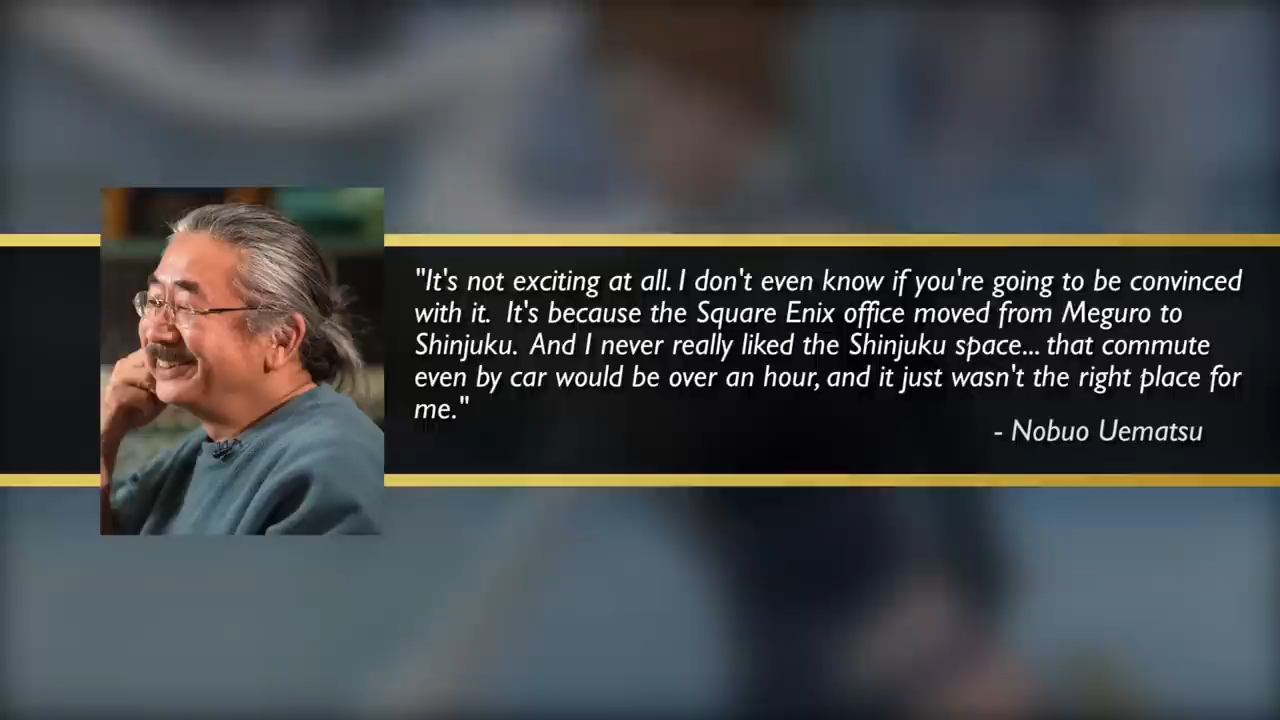 "It's not exciting at all. I don't even know if you're going to be convinced
with it.  It's because the Square Enix office moved from Meguro to
Shinjuku.  And I never really liked the Shinjuku space... that commute
even by car would be over an hour, and it just wasn't the right place for
me."
- Nobuo Uematsu